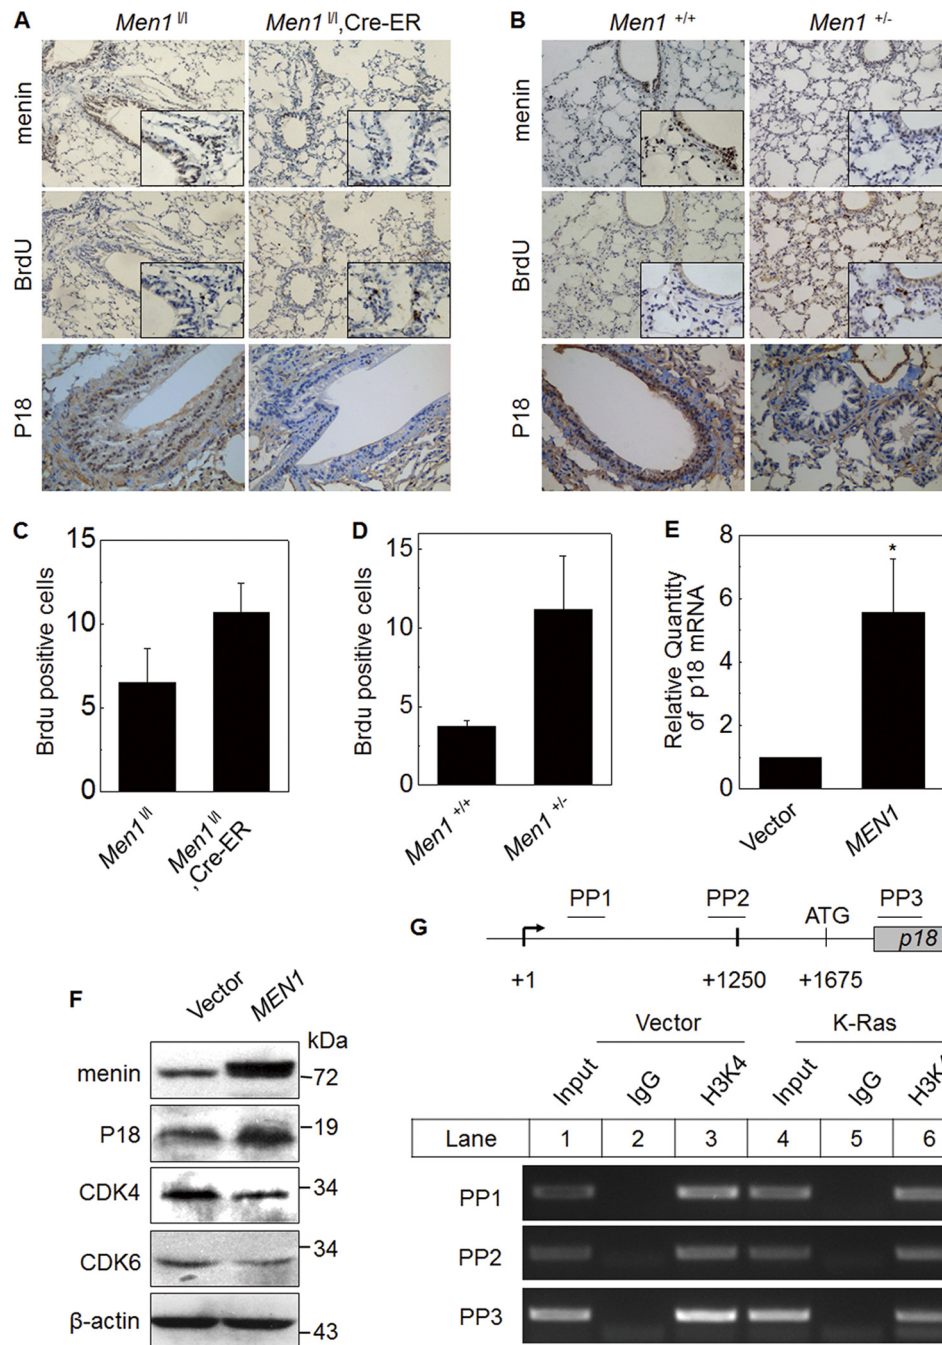 A Men1 l/l Men1 l/l,Cre-ER
B Men1 +/+ Men1 +/-
menin
BrdU
P18
menin
BrdU
P18
C
Brdu positive cells
15
10
5
0
Men1 l/l
Men1 l/l
,Cre-ER
D
Brdu positive cells
15
10
5
0
Men1 +/+
Men1 +/-
E
Relative Quantity
of p18 mRNA
8
6
4
2
0
*
Vector
MEN1
F
Vector MEN1
kDa
menin 72
P18 19
CDK4 34
CDK6 34
β-actin 43
G
PP1 PP2 ATG PP3
p18
+1 +1250 +1675
Vector K-Ras
Input IgG H3K4 Input IgG H3K4
Lane 1 2 3 4 5 6
PP1
PP2
PP3